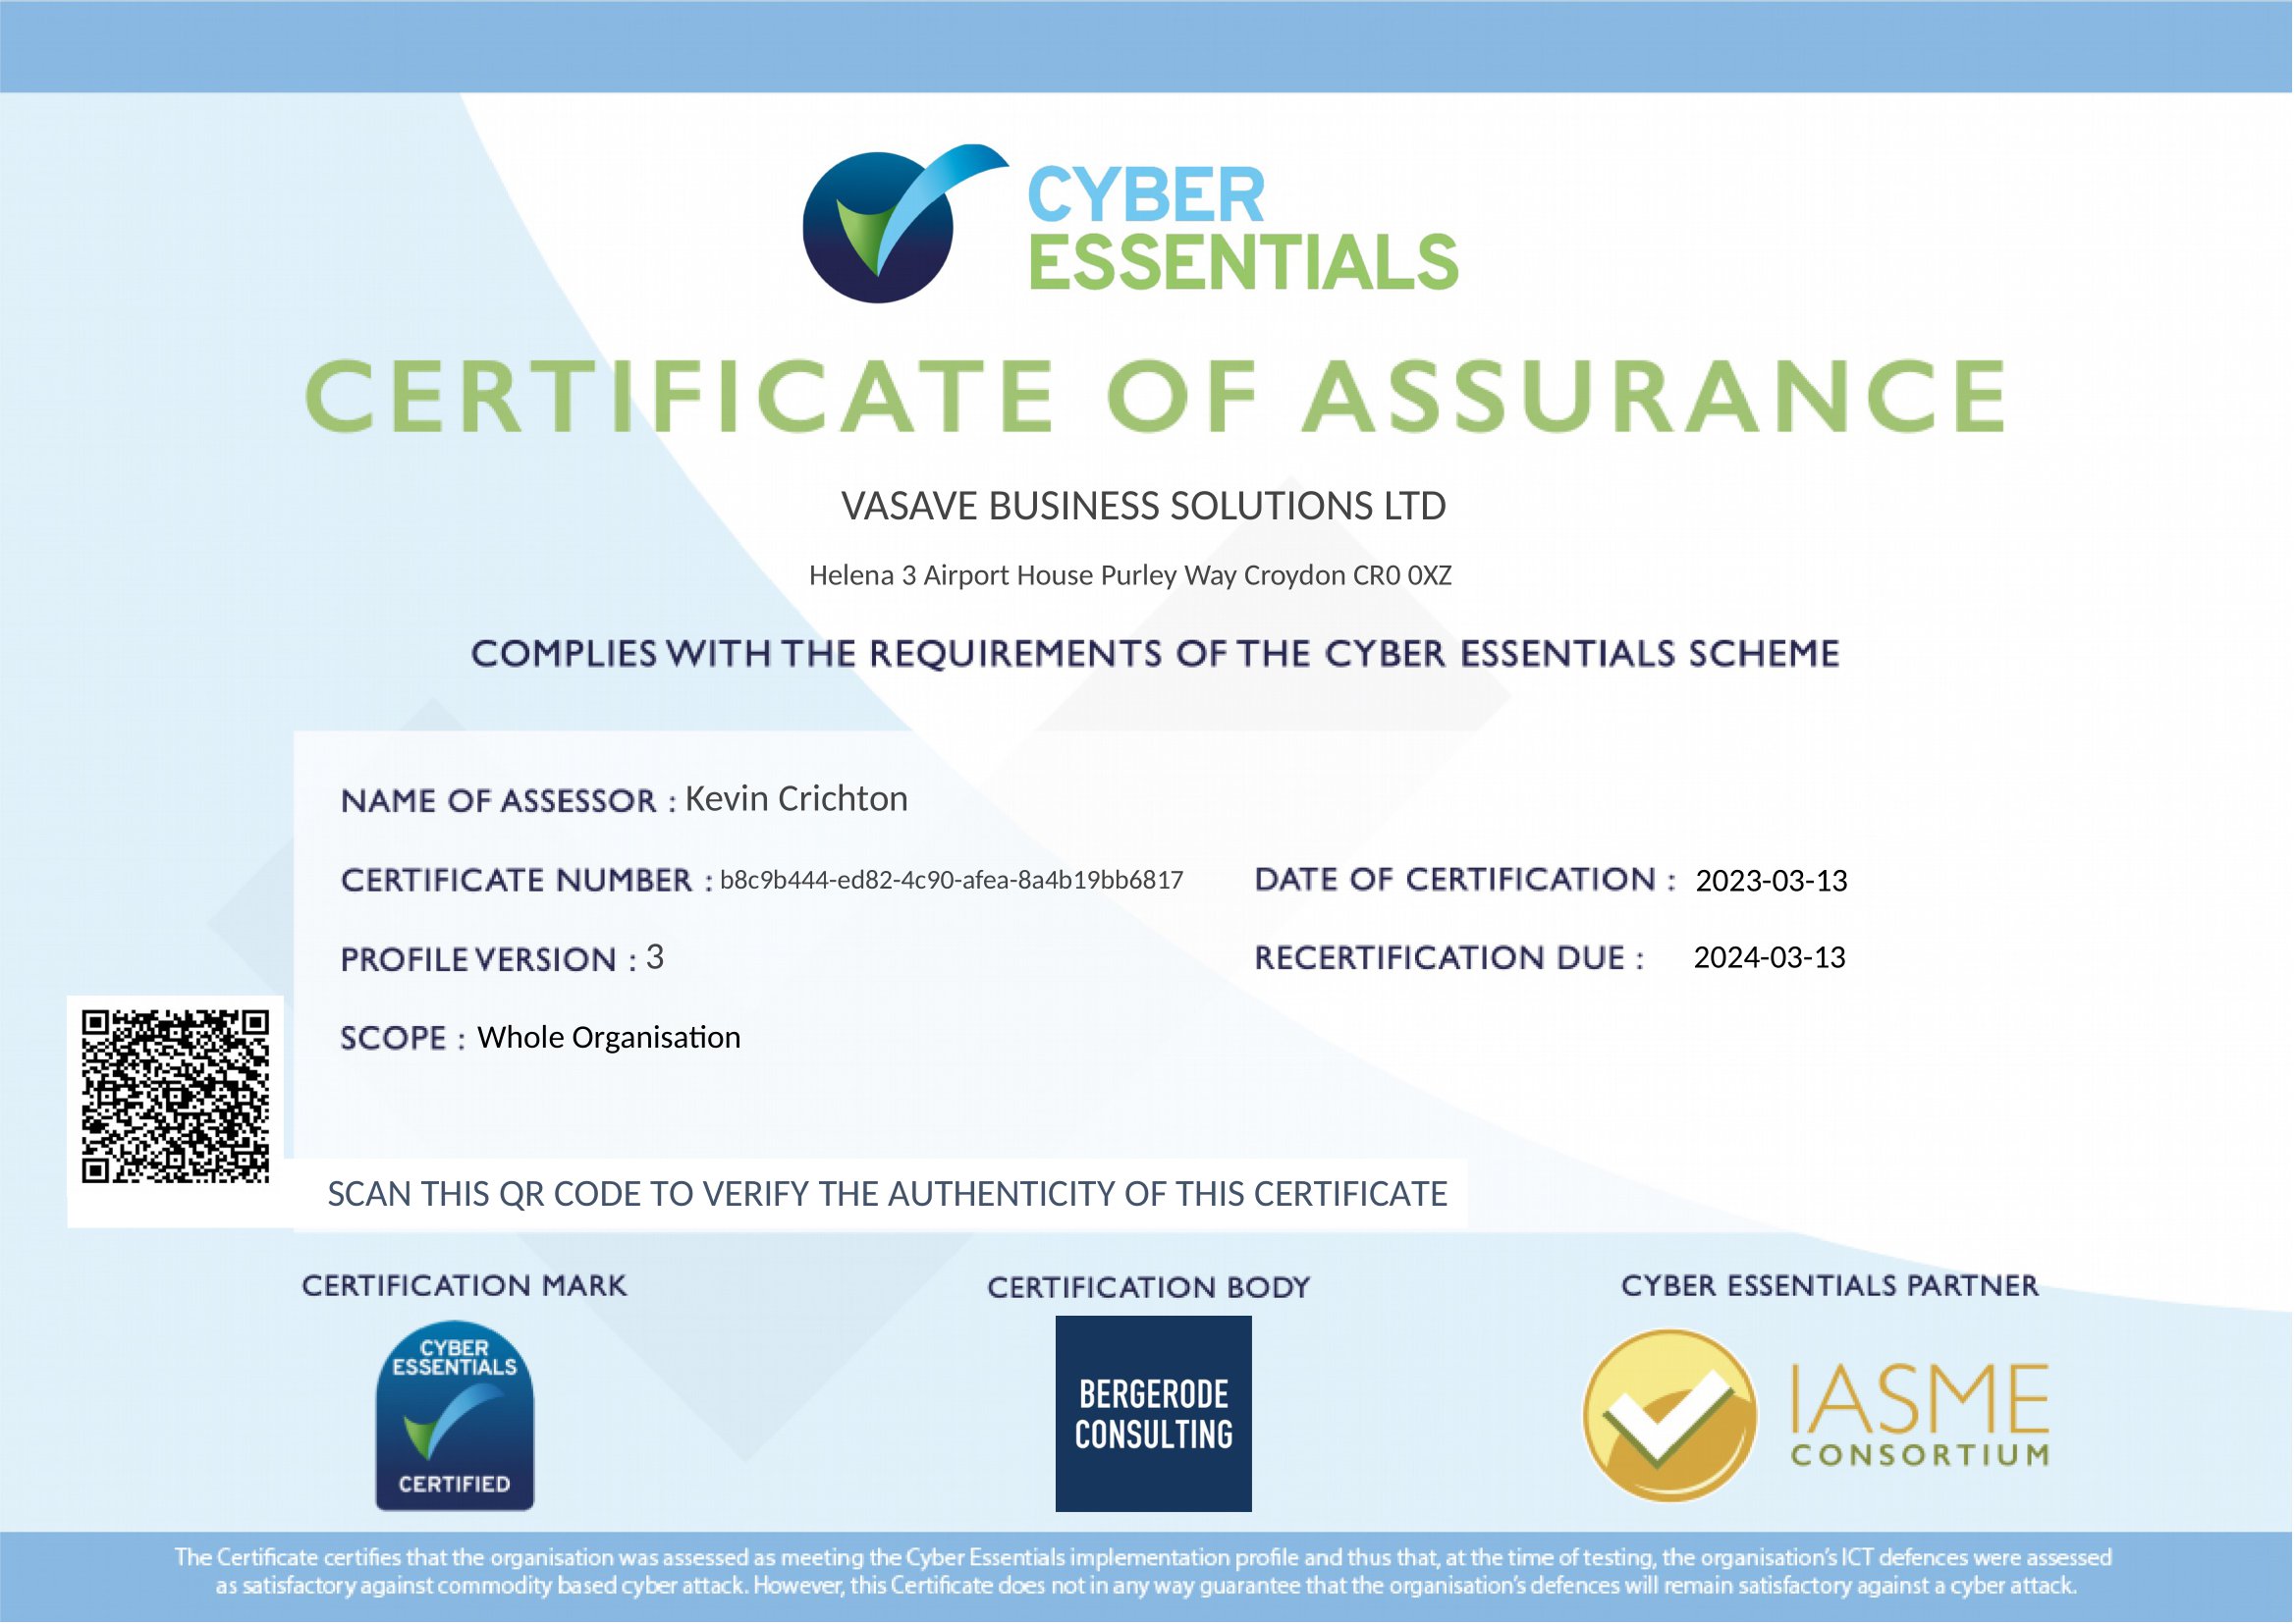 CYBER
ESSENTIALS
CERTIFICATE OF ASSURANCE
VASAVE BUSINESS SOLUTIONS LTD
Helena 3 Airport House Purley Way Croydon CR0 0XZ
COMPLIES WITH THE REQUIREMENTS OF THE CYBER ESSENTIALS SCHEME
NAME OF ASSESSOR : Kevin Crichton
CERTIFICATE NUMBER : b8c9b444-ed82-4c90-afea-8a4b19bb6817
DATE OF CERTIFICATION : 2023-03-13
PROFILE VERSION : 3
RECERTIFICATION DUE : 2024-03-13
SCOPE : Whole Organisation
SCAN THIS QR CODE TO VERIFY THE AUTHENTICITY OF THIS CERTIFICATE
CERTIFICATION MARK
CYBER
ESSENTIALS
CERTIFIED
CERTIFICATION BODY
BERGERODE
CONSULTING
CYBER ESSENTIALS PARTNER
IASME
CONSORTIUM
The Certificate certifies that the organisation was assessed as meeting the Cyber Essentials implementation profile and thus that, at the time of testing, the organisation's ICT defences were assessed
as satisfactory against commodity based cyber attack. However, this Certificate does not in any way guarantee that the organisation's defences will remain satisfactory against a cyber attack.